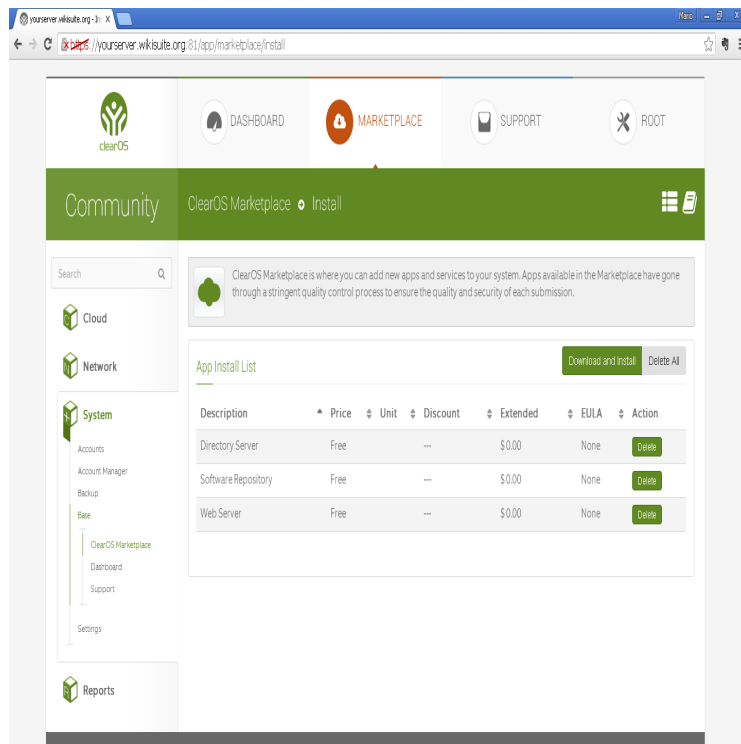 yourserver.wikisuite.org - In: X
Mario
https://yourserver.wikisuite.org:81/app/marketplace/install
clearOS
DASHBOARD
MARKETPLACE
SUPPORT
ROOT
Community
ClearOS Marketplace Install
Search
ClearOS Marketplace is where you can add new apps and services to your system. Apps available in the Marketplace have gone
through a stringent quality control process to ensure the quality and security of each submission.
Cloud
Network
System
Accounts
Account Manager
Backup
Base
ClearOS Marketplace
Dashboard
Support
Settings
Reports
App Install List
Download and Install Delete All
Description Price Unit Discount Extended EULA Action
Directory Server Free --- $0.00 None Delete
Software Repository Free --- $0.00 None Delete
Web Server Free --- $0.00 None Delete